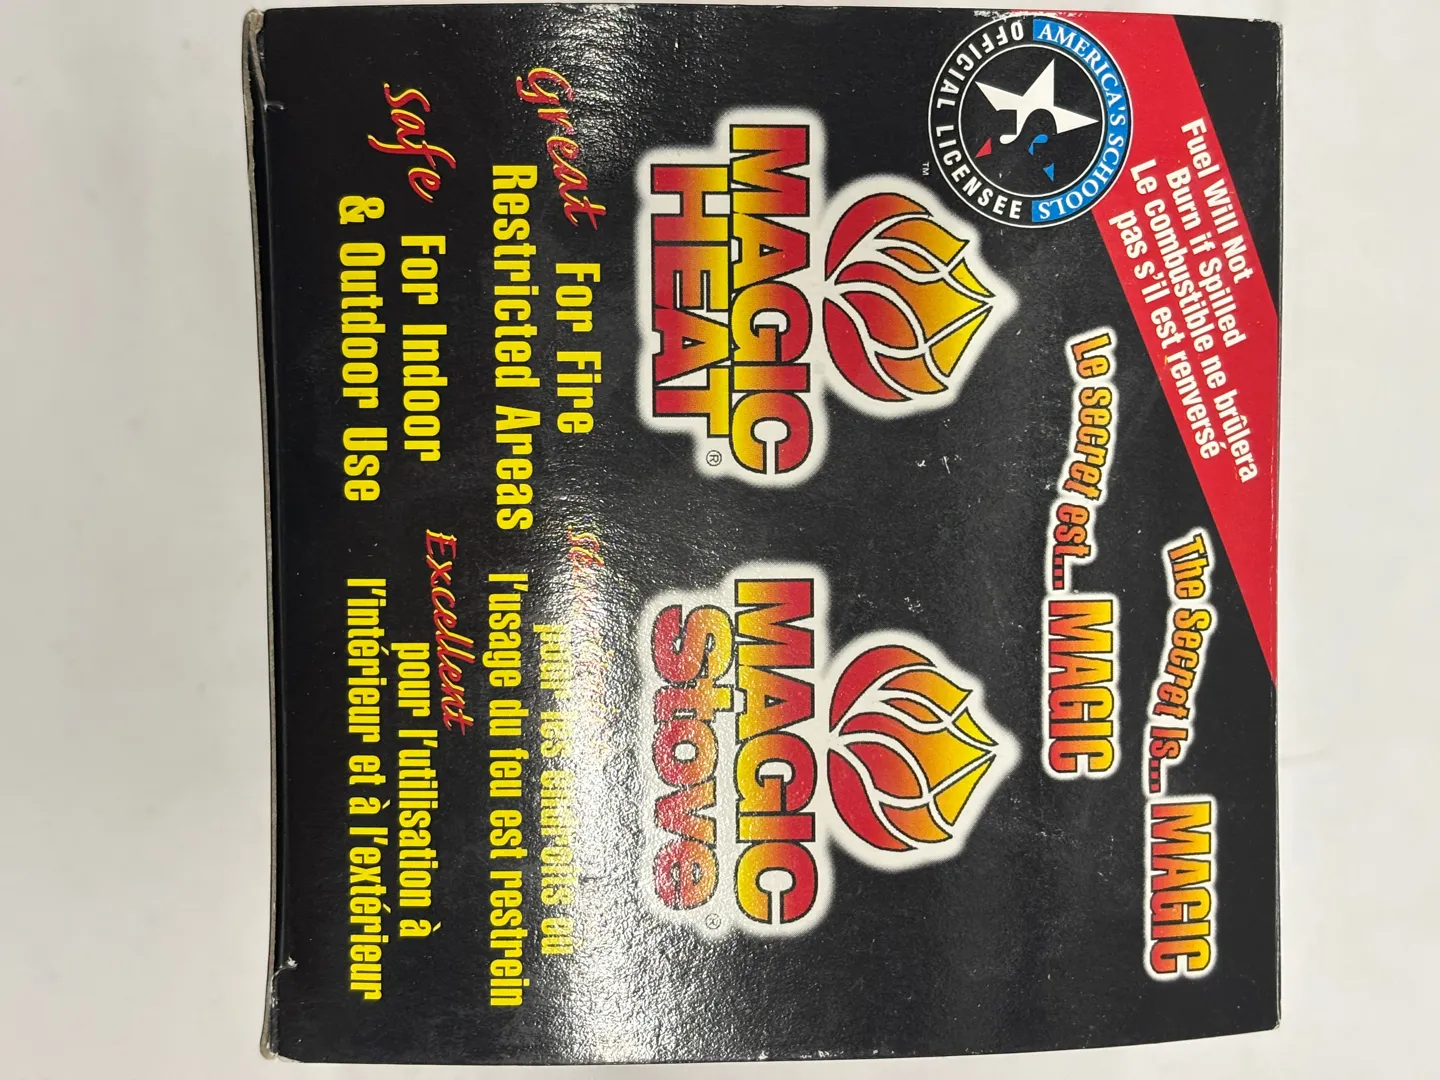 Fuel Will Not
Burn if Spilled
Le combustible ne brûlera
pas s'il est renversé
AMERICA'S SCHOOLS
OFFICIAL LICENSEE
TM
The Secret Is... MAGIC
Le secret est... MAGIC
MAGIC
HEAT®
MAGIC
Stove®
Great For Fire
Restricted Areas
Safe For Indoor
& Outdoor Use
pour les endroits où
l'usage du feu est restrein
Excellent
pour l'utilisation à
l'intérieur et à l'extérieur